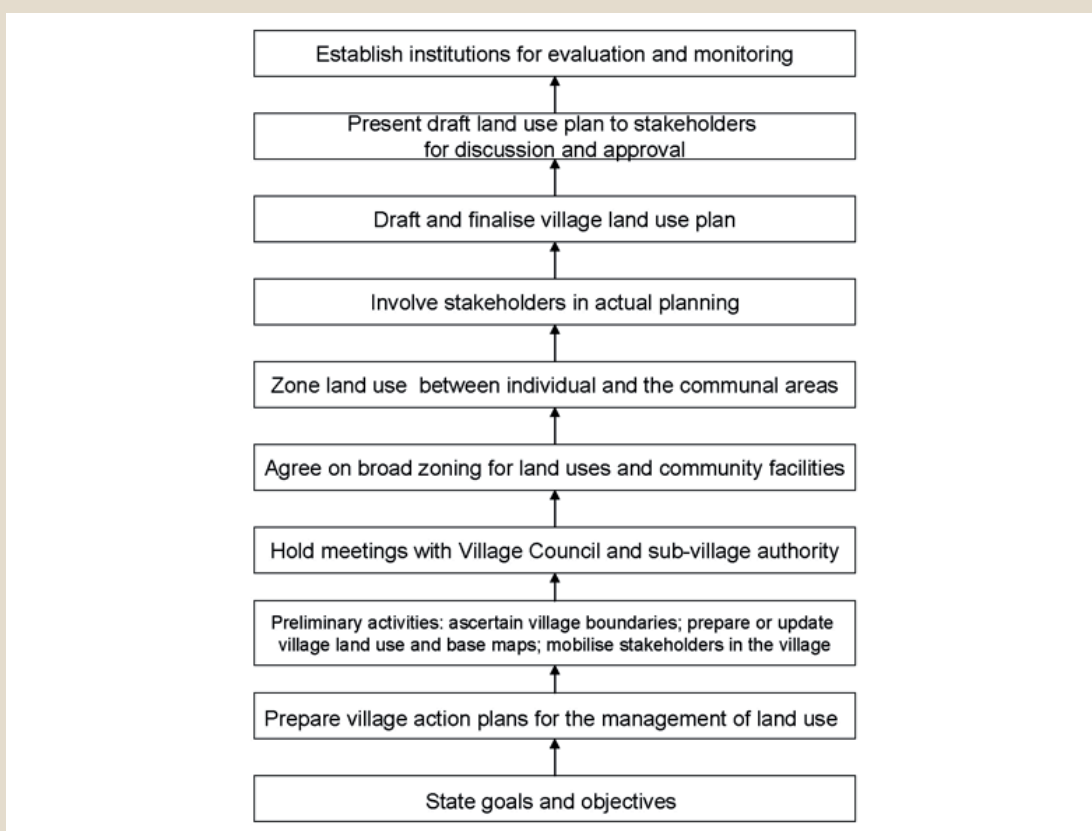 Establish institutions for evaluation and monitoring
Present draft land use plan to stakeholders
for discussion and approval
Draft and finalise village land use plan
Involve stakeholders in actual planning
Zone land use between individual and the communal areas
Agree on broad zoning for land uses and community facilities
Hold meetings with Village Council and sub-village authority
Preliminary activities: ascertain village boundaries; prepare or update
village land use and base maps; mobilise stakeholders in the village
Prepare village action plans for the management of land use
State goals and objectives